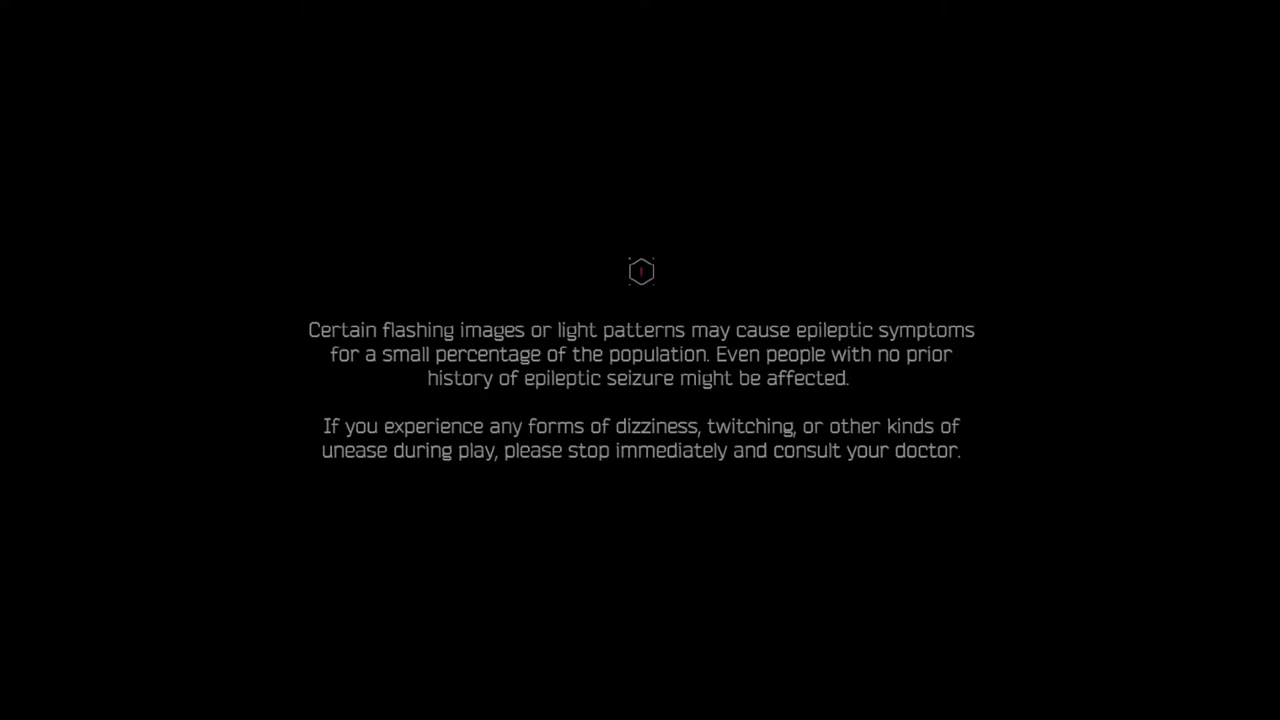 !
Certain flashing images or light patterns may cause epileptic symptoms
for a small percentage of the population. Even people with no prior
history of epileptic seizure might be affected.
If you experience any forms of dizziness, twitching, or other kinds of
unease during play, please stop immediately and consult your doctor.